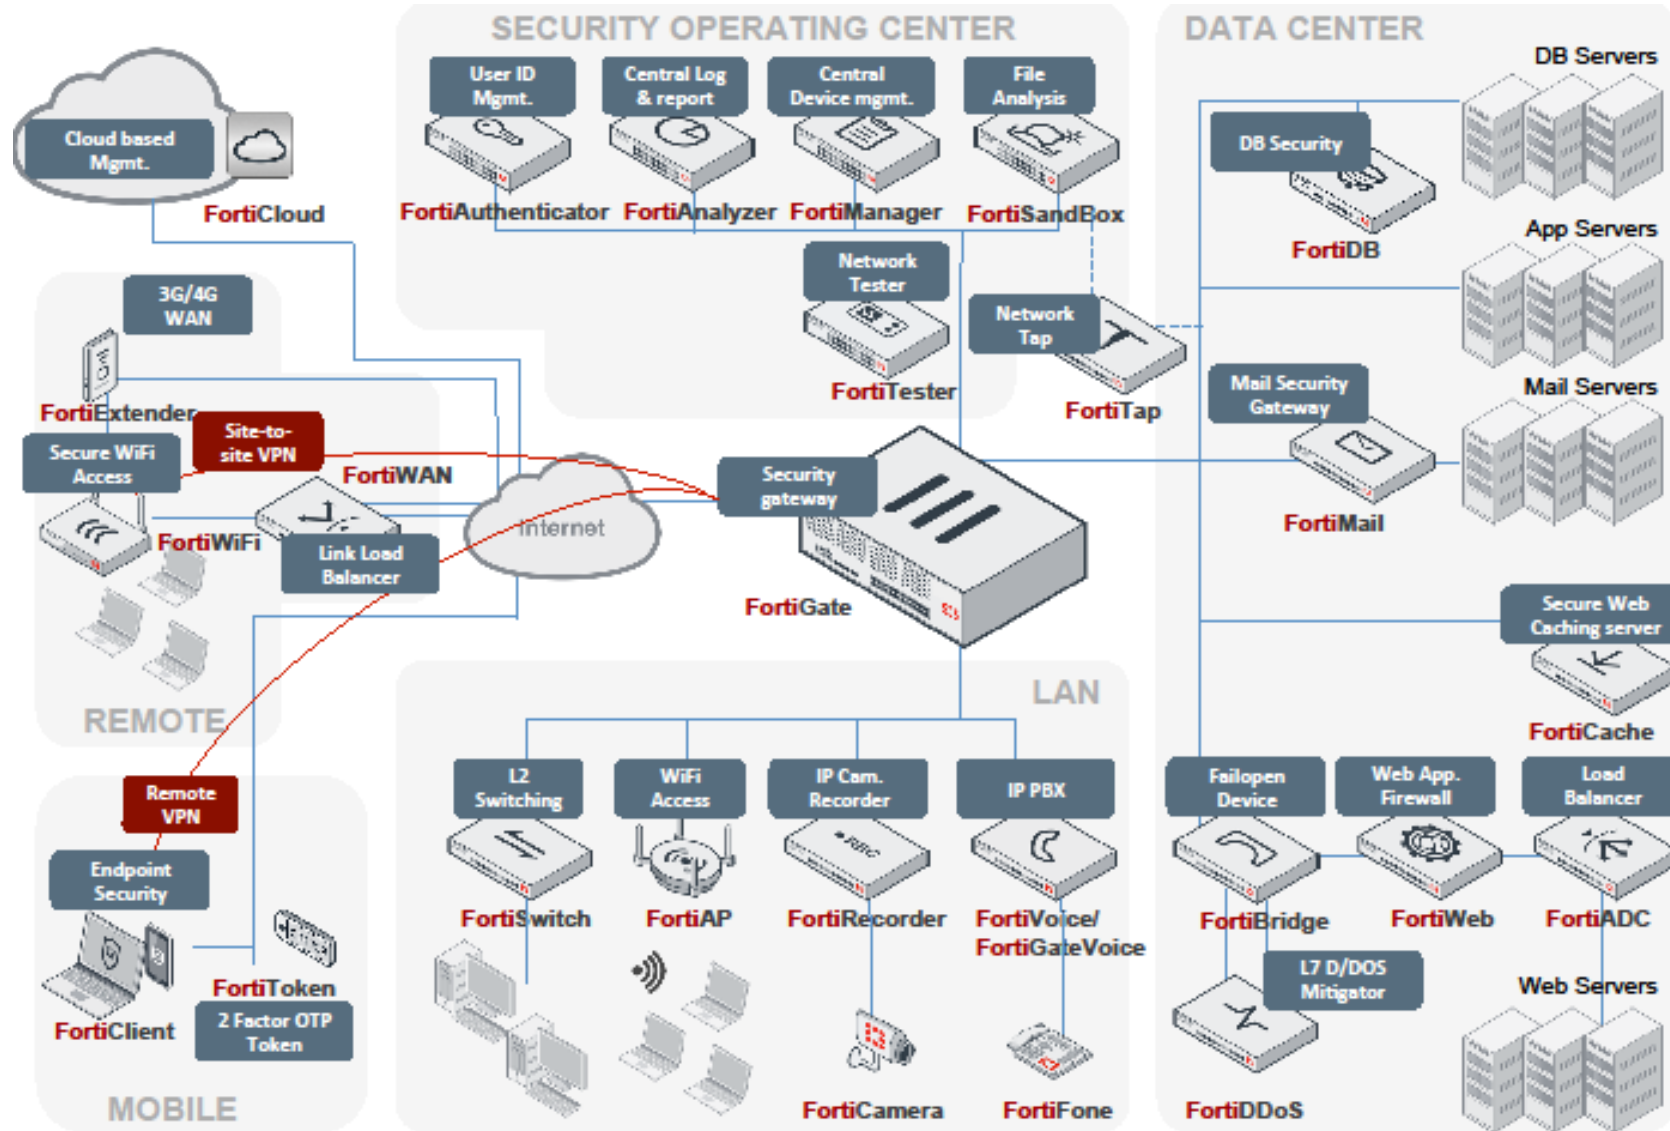 SECURITY OPERATING CENTER
DATA CENTER
User ID
Mgmt.
Central Log
& report
Central
Device mgmt.
File
Analysis
FortiAuthenticator
FortiAnalyzer
FortiManager
FortiSandBox
Cloud based
Mgmt.
FortiCloud
Network
Tester
FortiTester
Network
Tap
FortiTap
DB Servers
DB Security
FortiDB
App Servers
Mail Servers
Mail Security
Gateway
FortiMail
3G/4G
WAN
FortiExtender
Site-to-
site VPN
Secure WiFi
Access
FortiWAN
FortiWiFi
Link Load
Balancer
Internet
Security
gateway
FortiGate
REMOTE
Secure Web
Caching server
FortiCache
LAN
L2
Switching
WiFi
Access
IP Cam.
Recorder
IP PBX
REC
FortiSwitch
FortiAP
FortiRecorder
FortiVoice/
FortiGateVoice
FortiCamera
FortiFone
Failopen
Device
Web App.
Firewall
Load
Balancer
FortiBridge
FortiWeb
FortiADC
L7 D/DOS
Mitigator
FortiDDoS
Web Servers
Remote
VPN
Endpoint
Security
FortiToken
FortiClient
2 Factor OTP
Token
MOBILE